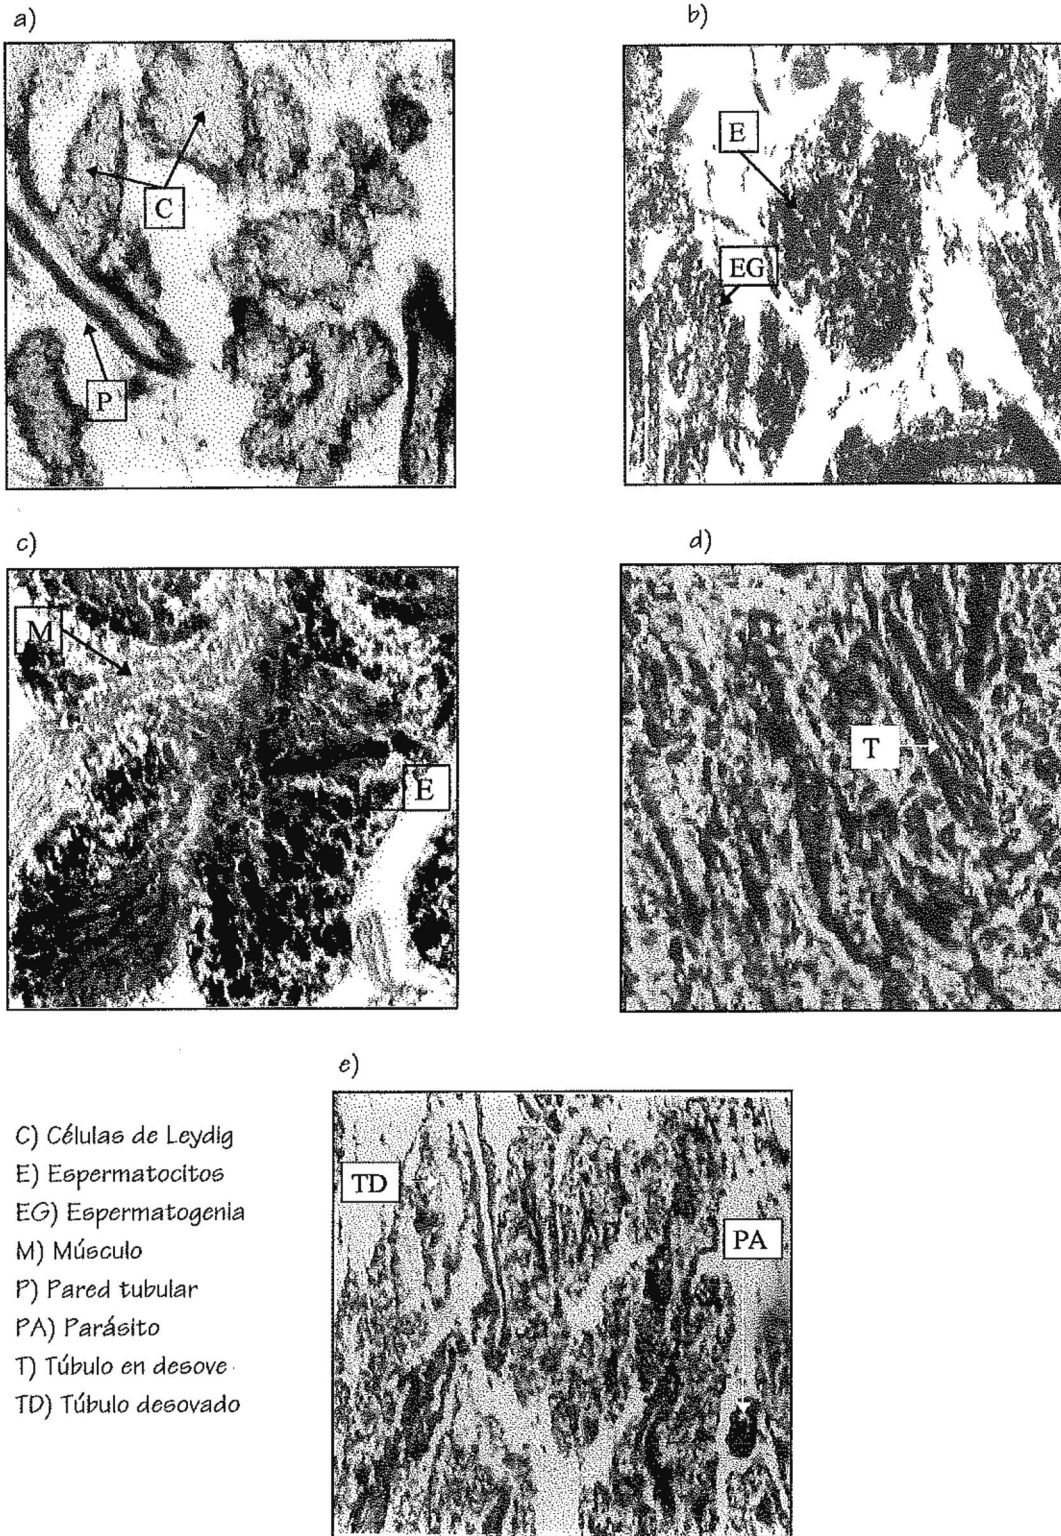 a)
b)
C
P
E
EG
c)
d)
M
E
T
e)
TD
PA
C) Células de Leydig
E) Espermatocitos
EG) Espermatogenia
M) Músculo
P) Pared tubular
PA) Parásito
T) Túbulo en desove
TD) Túbulo desovado